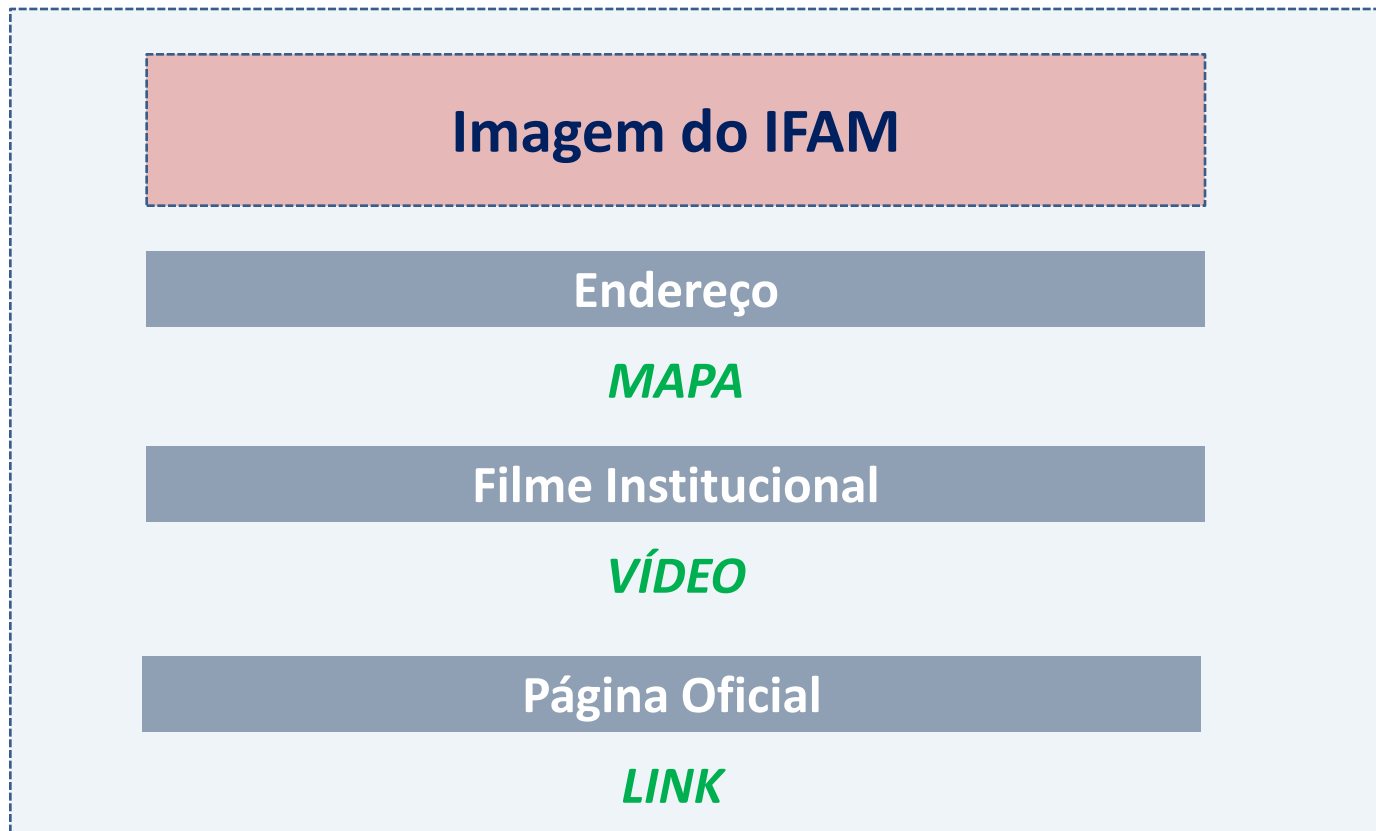 Imagem do IFAM
Endereço
MAPA
Filme Institucional
VÍDEO
Página Oficial
LINK